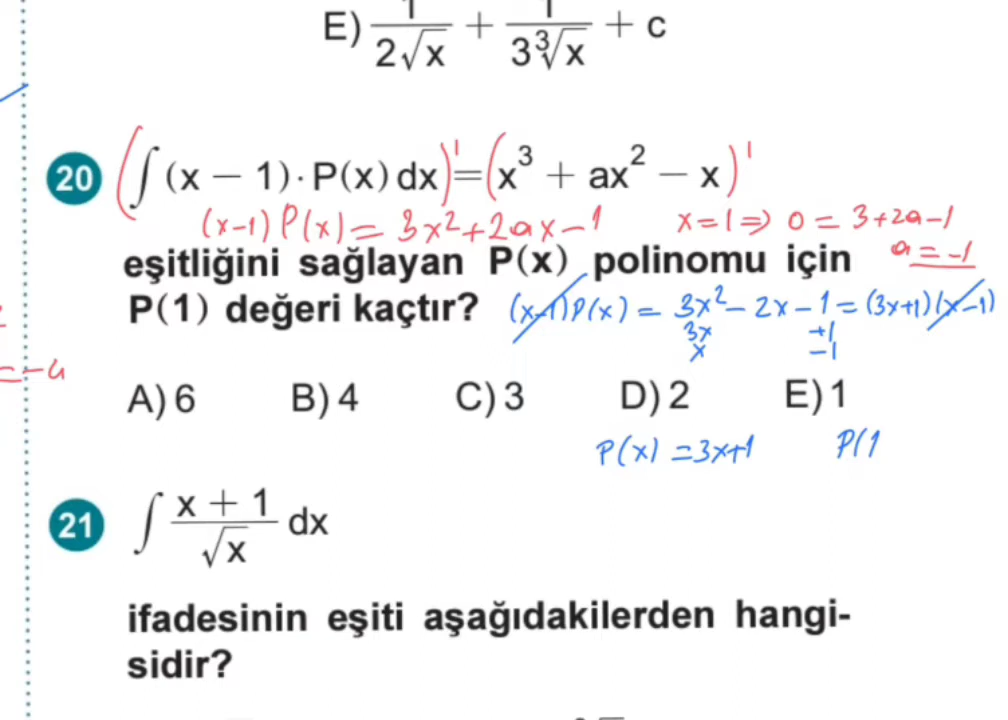 E) 1/2√x + 1/3∛x + c
20 (∫(x − 1)·P(x)dx)' = (x³ + ax² − x)'
(x-1) P(x) = 3x²+2ax-1 x=1 ⇒ 0 = 3+2a-1
eşitliğini sağlayan P(x) polinomu için a = -1
P(1) değeri kaçtır? (x-1)P(x) = 3x² - 2x - 1 = (3x+1)(x-1)
3x +1
x -1
= -4
A) 6 B) 4 C) 3 D) 2 E) 1
P(x) = 3x+1 P(1
21 ∫ x + 1/√x dx
ifadesinin eşiti aşağıdakilerden hangi-
sidir?